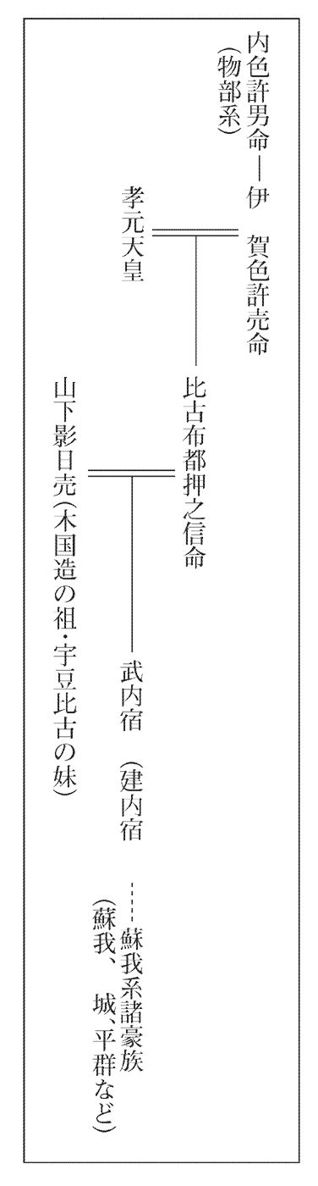 内色許男命―伊　賀色許売命
(物部系)
孝元天皇
比古布都押之信命
山下影日売(木国造の祖・宇豆比古の妹)
武内宿　(建内宿
蘇我系諸豪族
(蘇我、　城、平群など)